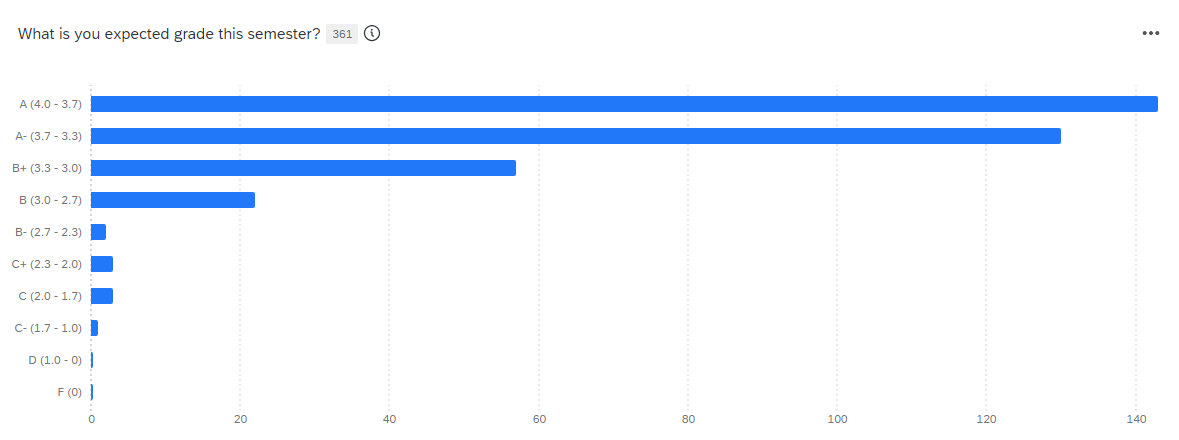 What is you expected grade this semester? 361
A (4.0 - 3.7)
A- (3.7 - 3.3)
B+ (3.3 - 3.0)
B (3.0 - 2.7)
B- (2.7 - 2.3)
C+ (2.3 - 2.0)
C (2.0 - 1.7)
C- (1.7 - 1.0)
D (1.0 - 0)
F (0)
0 20 40 60 80 100 120 140